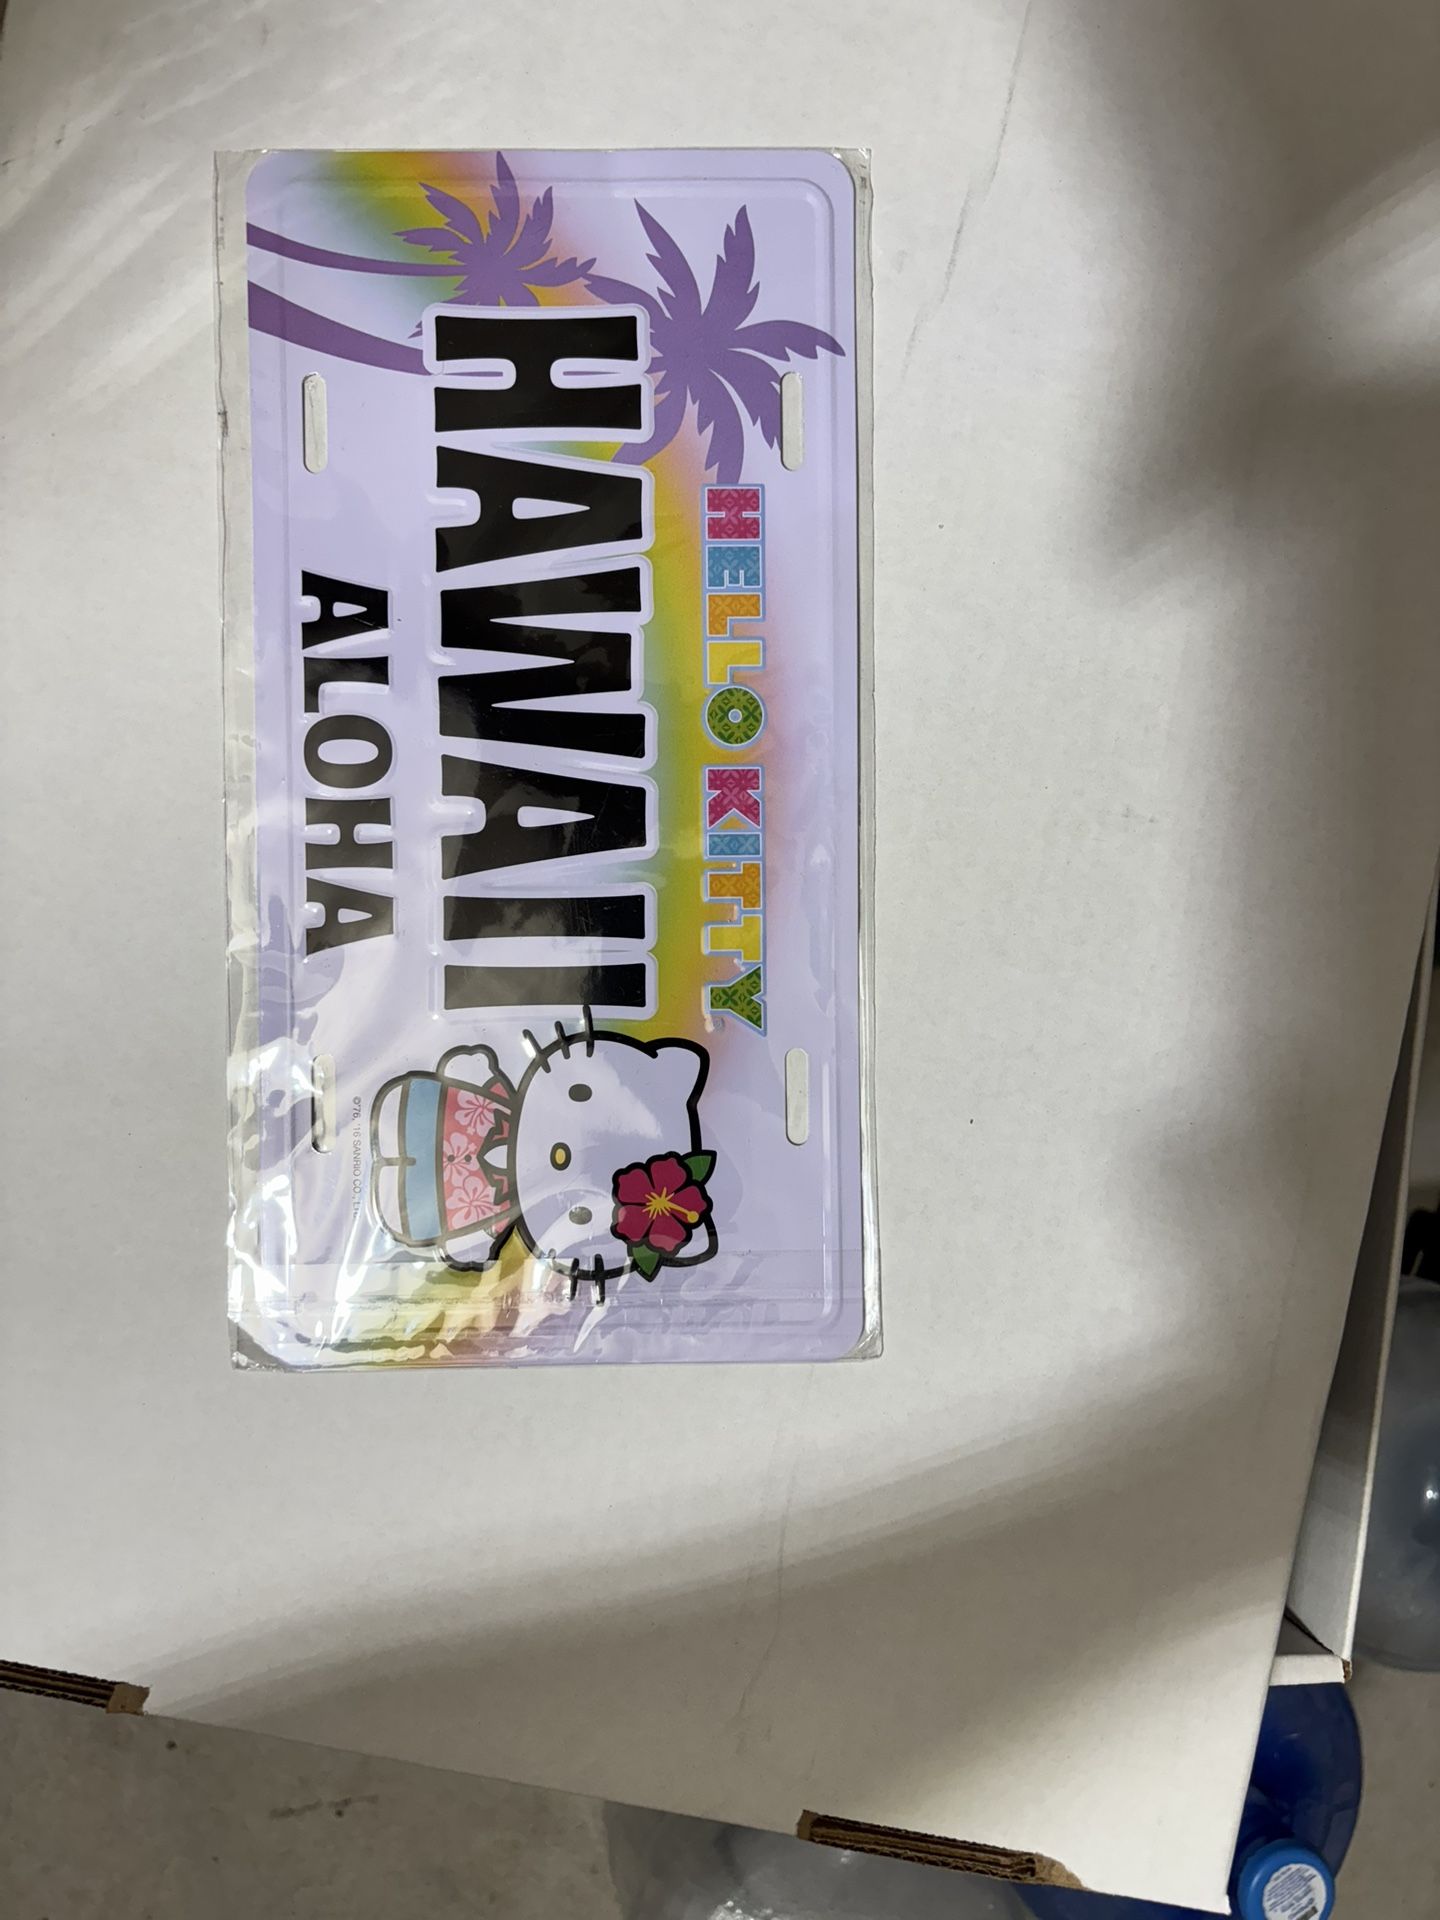 HELLO KITTY
HAWAII
ALOHA
©'76, '16 SANRIO CO., LTD.